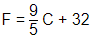 F = 9/5 C + 32